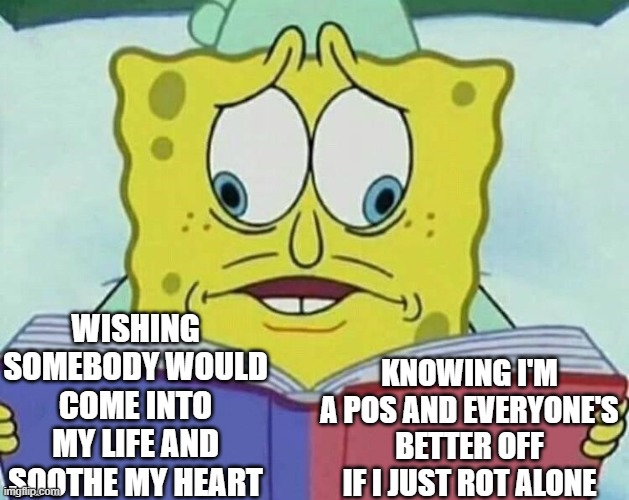 WISHING
SOMEBODY WOULD
COME INTO
MY LIFE AND
SOOTHE MY HEART
KNOWING I'M
A POS AND EVERYONE'S
BETTER OFF
IF I JUST ROT ALONE
imgflip.com